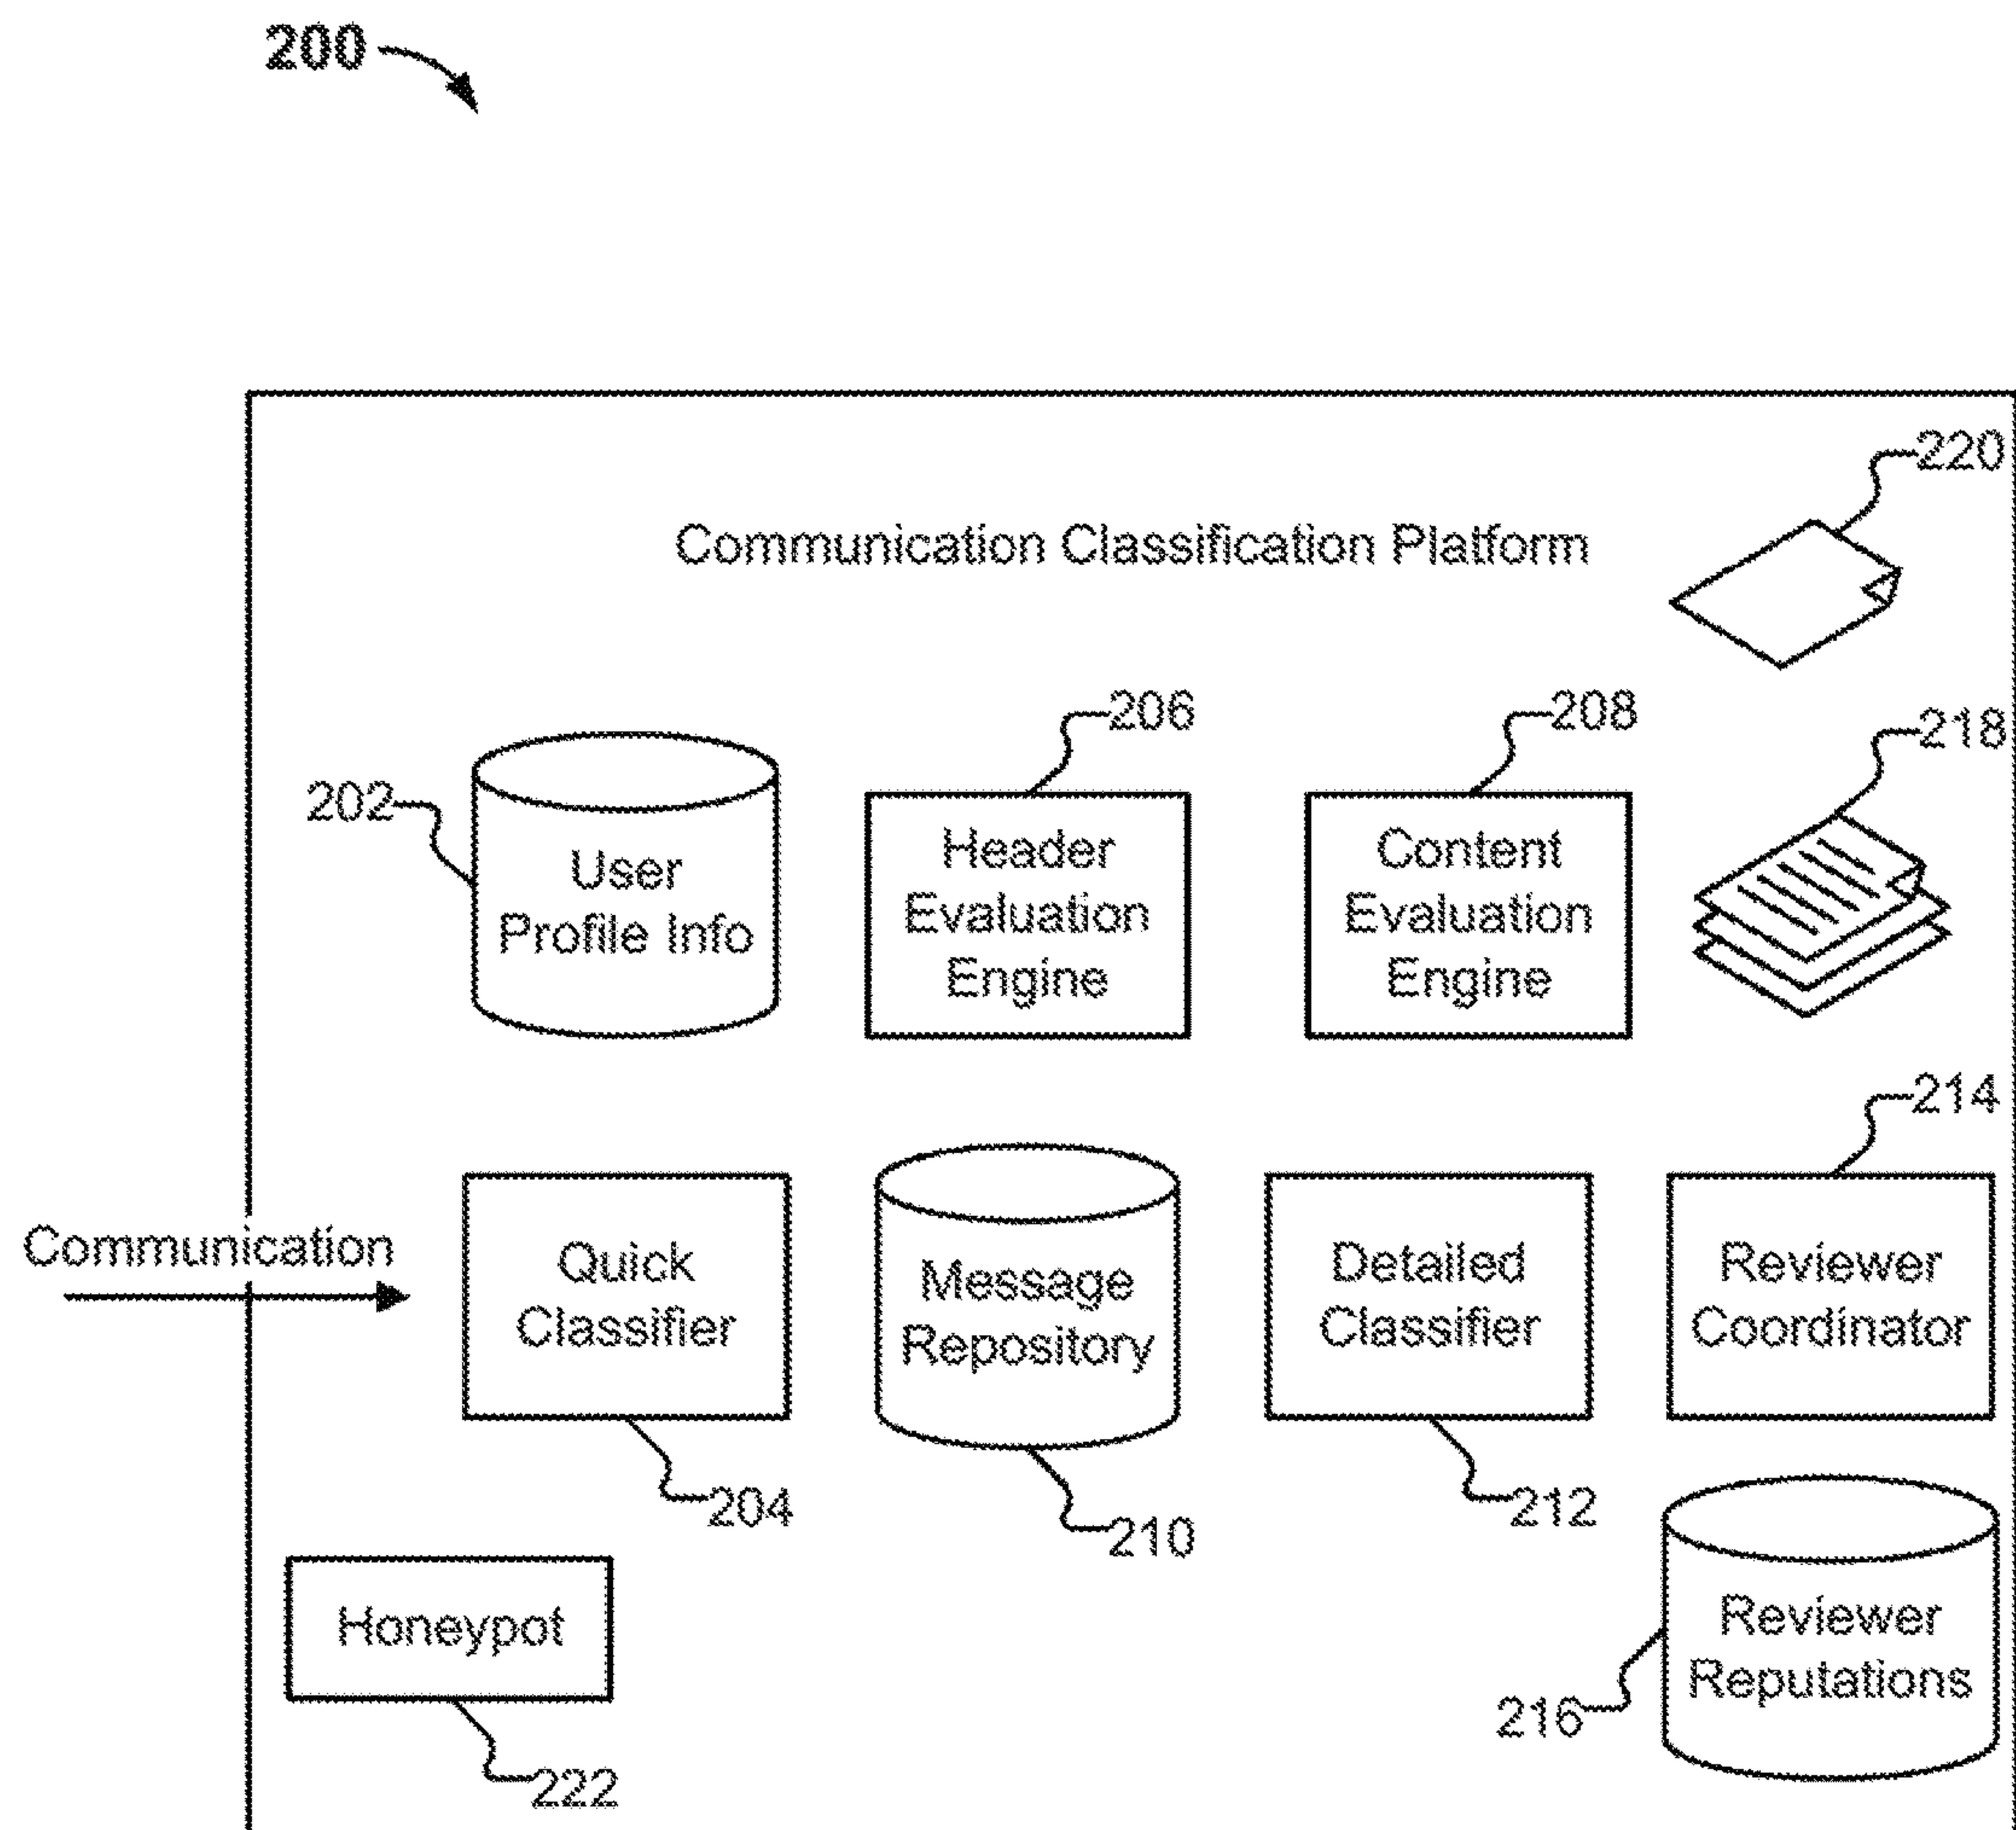 200
220
Communication Classification Platform
206
208
218
202
User
Profile Info
Header
Evaluation
Engine
Content
Evaluation
Engine
214
Communication
Quick
Classifier
Message
Repository
Detailed
Classifier
Reviewer
Coordinator
204
210
212
Honeypot
Reviewer
Reputations
216
222